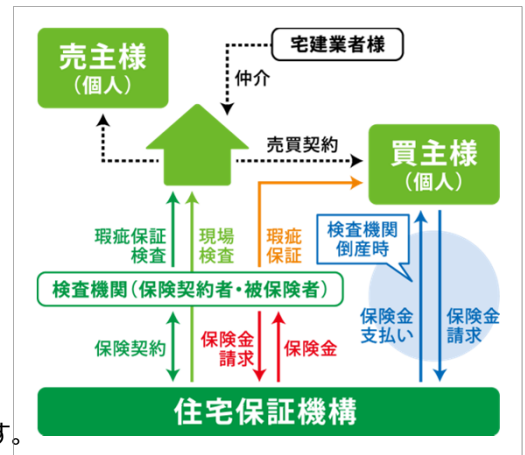 売主様
（個人）
宅建業者様
仲介
売買契約
買主様
（個人）
瑕疵保証
検査
現場
検査
瑕疵
保証
検査機関
倒産時
検査機関（保険契約者・被保険者）
保険契約
保険金
請求
保険金
保険金
支払い
保険金
請求
住宅保証機構
す。